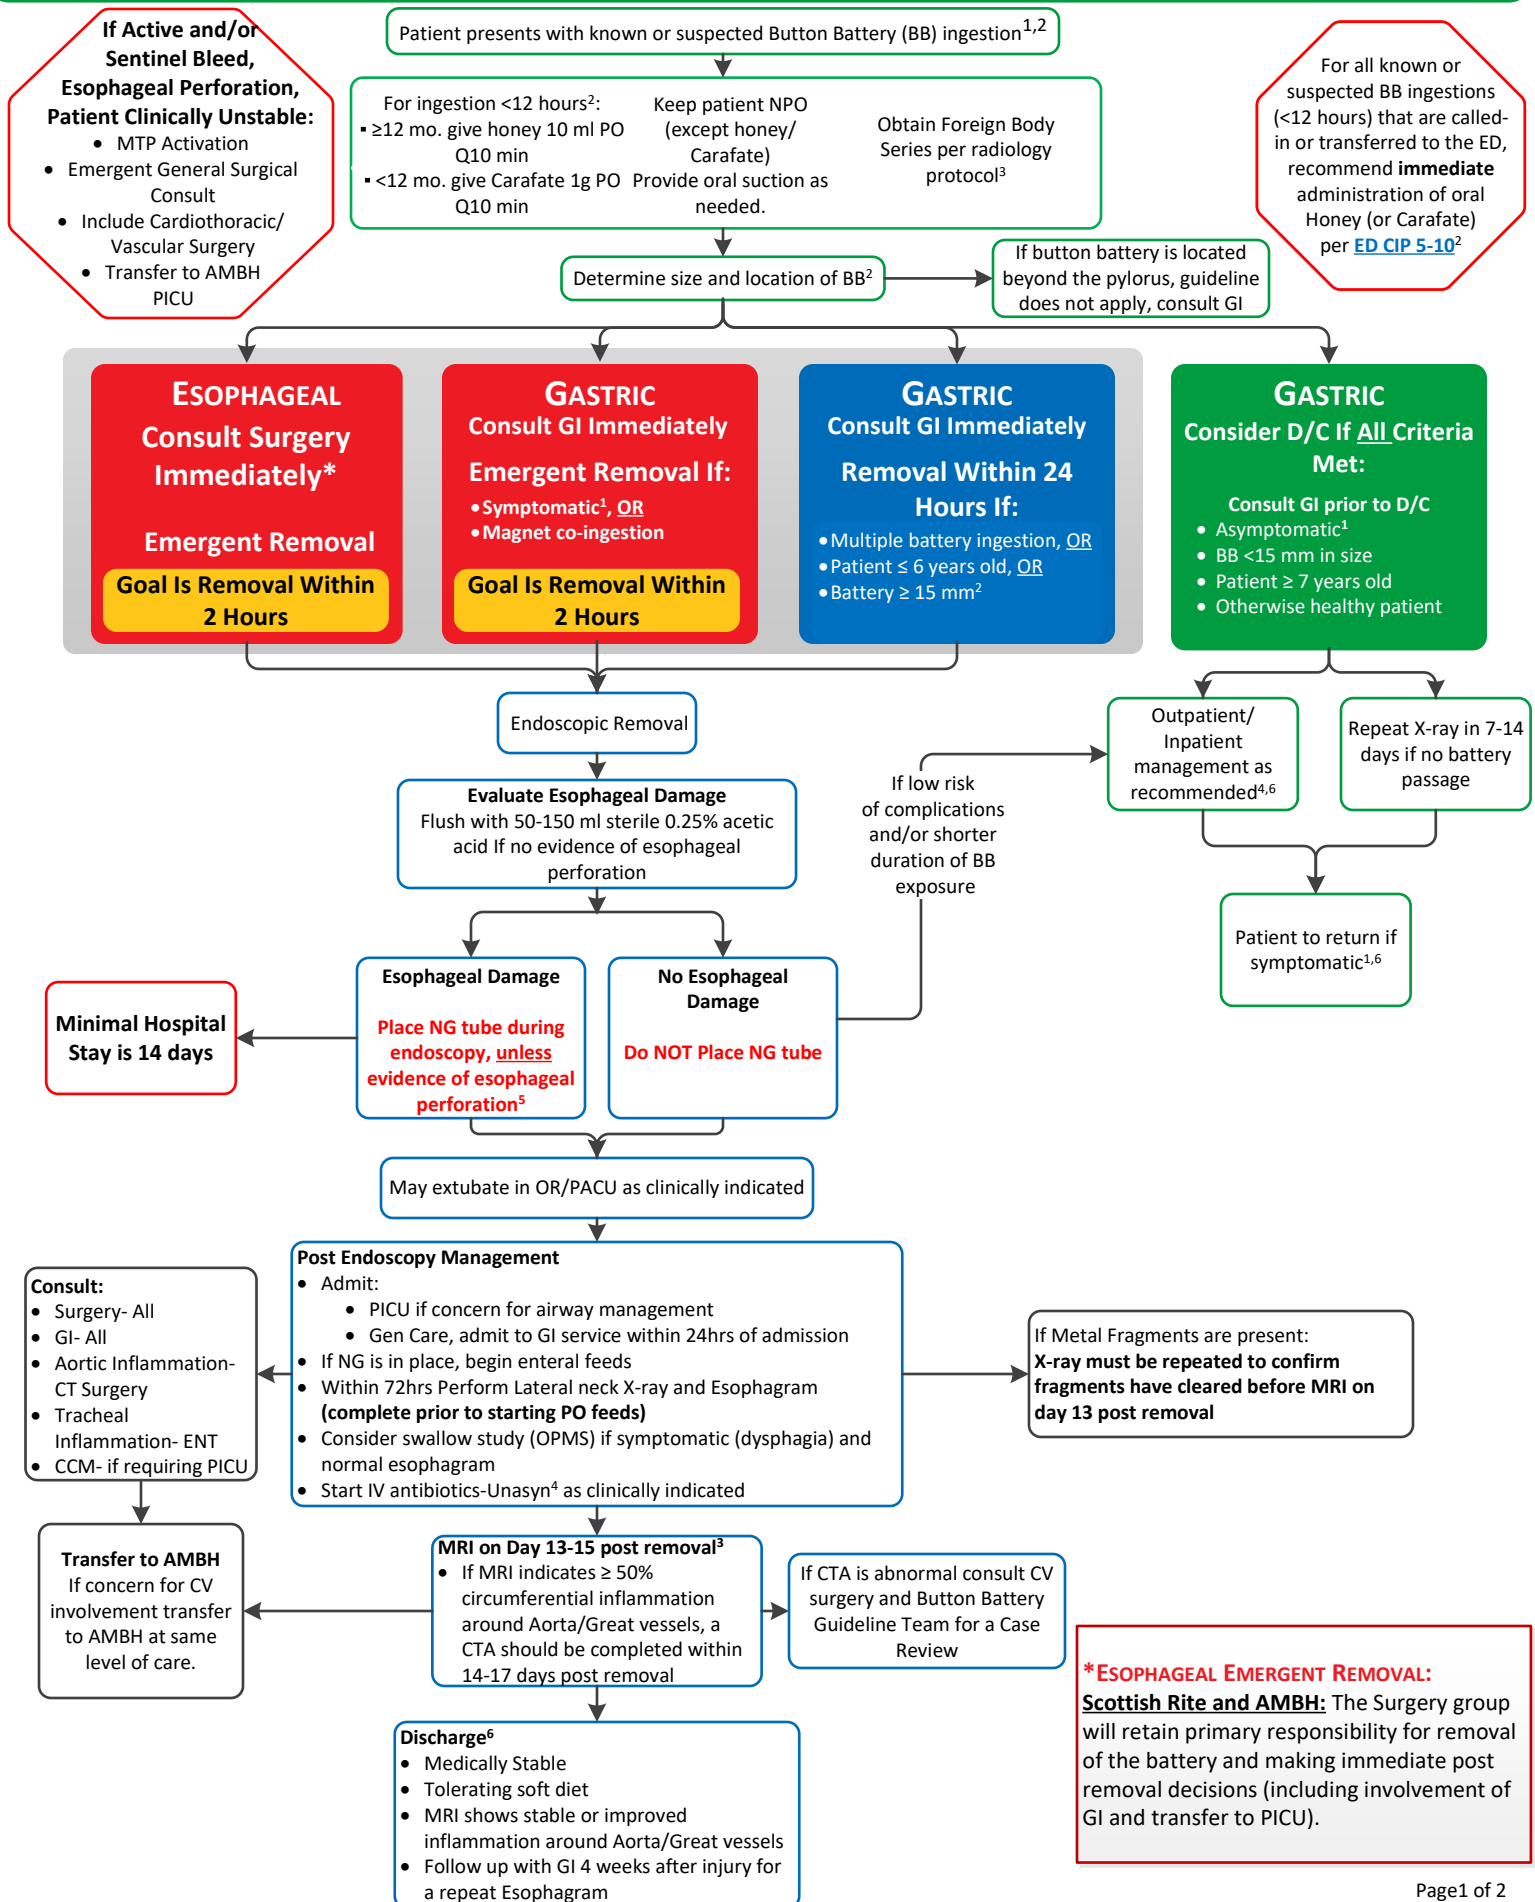 If Active and/or
Sentinel Bleed,
Esophageal Perforation,
Patient Clinically Unstable:
• MTP Activation
• Emergent General Surgical
Consult
• Include Cardiothoracic/
Vascular Surgery
• Transfer to AMBH
PICU
Patient presents with known or suspected Button Battery (BB) ingestion1,2
For ingestion <12 hours2:
▪ ≥12 mo. give honey 10 ml PO
Q10 min
▪ <12 mo. give Carafate 1g PO
Q10 min
Keep patient NPO
(except honey/
Carafate)
Provide oral suction as
needed.
Obtain Foreign Body
Series per radiology
protocol3
For all known or
suspected BB ingestions
(<12 hours) that are called-
in or transferred to the ED,
recommend immediate
administration of oral
Honey (or Carafate)
per ED CIP 5-102
Determine size and location of BB2
If button battery is located
beyond the pylorus, guideline
does not apply, consult GI
ESOPHAGEAL
Consult Surgery
Immediately*
Emergent Removal
Goal Is Removal Within
2 Hours
GASTRIC
Consult GI Immediately
Emergent Removal If:
• Symptomatic1, OR
• Magnet co-ingestion
Goal Is Removal Within
2 Hours
GASTRIC
Consult GI Immediately
Removal Within 24
Hours If:
• Multiple battery ingestion, OR
• Patient ≤ 6 years old, OR
• Battery ≥ 15 mm2
GASTRIC
Consider D/C If All Criteria
Met:
Consult GI prior to D/C
• Asymptomatic1
• BB <15 mm in size
• Patient ≥ 7 years old
• Otherwise healthy patient
Endoscopic Removal
Evaluate Esophageal Damage
Flush with 50-150 ml sterile 0.25% acetic
acid If no evidence of esophageal
perforation
If low risk
of complications
and/or shorter
duration of BB
exposure
Outpatient/
Inpatient
management as
recommended4,6
Repeat X-ray in 7-14
days if no battery
passage
Patient to return if
symptomatic1,6
Minimal Hospital
Stay is 14 days
Esophageal Damage
Place NG tube during
endoscopy, unless
evidence of esophageal
perforation5
No Esophageal
Damage
Do NOT Place NG tube
May extubate in OR/PACU as clinically indicated
Consult:
• Surgery- All
• GI- All
• Aortic Inflammation-
CT Surgery
• Tracheal
Inflammation- ENT
• CCM- if requiring PICU
Post Endoscopy Management
• Admit:
• PICU if concern for airway management
• Gen Care, admit to GI service within 24hrs of admission
• If NG is in place, begin enteral feeds
• Within 72hrs Perform Lateral neck X-ray and Esophagram
(complete prior to starting PO feeds)
• Consider swallow study (OPMS) if symptomatic (dysphagia) and
normal esophagram
• Start IV antibiotics-Unasyn4 as clinically indicated
If Metal Fragments are present:
X-ray must be repeated to confirm
fragments have cleared before MRI on
day 13 post removal
Transfer to AMBH
If concern for CV
involvement transfer
to AMBH at same
level of care.
MRI on Day 13-15 post removal3
• If MRI indicates ≥ 50%
circumferential inflammation
around Aorta/Great vessels, a
CTA should be completed within
14-17 days post removal
If CTA is abnormal consult CV
surgery and Button Battery
Guideline Team for a Case
Review
Discharge6
• Medically Stable
• Tolerating soft diet
• MRI shows stable or improved
inflammation around Aorta/Great vessels
• Follow up with GI 4 weeks after injury for
a repeat Esophagram
*ESOPHAGEAL EMERGENT REMOVAL:
Scottish Rite and AMBH: The Surgery group
will retain primary responsibility for removal
of the battery and making immediate post
removal decisions (including involvement of
GI and transfer to PICU).
Page1 of 2